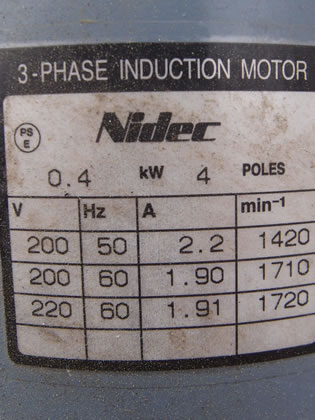 3-PHASE INDUCTION MOTOR
PS
E
Nidec
0.4 kW 4 POLES
V Hz A min-1
200 50 2.2 1420
200 60 1.90 1710
220 60 1.91 1720